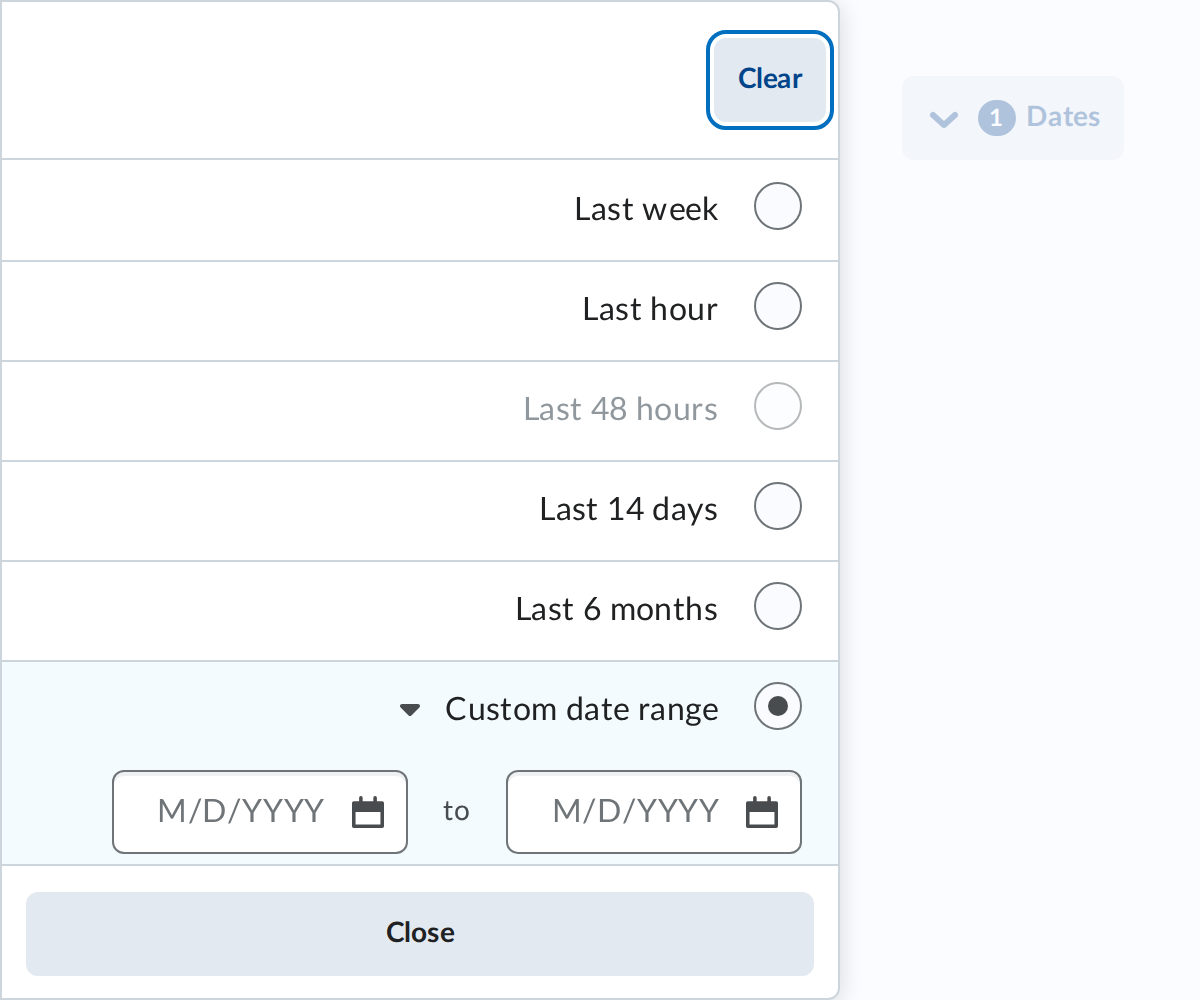 Clear
1 Dates
Last week
Last hour
Last 48 hours
Last 14 days
Last 6 months
Custom date range
M/D/YYYY to M/D/YYYY
Close